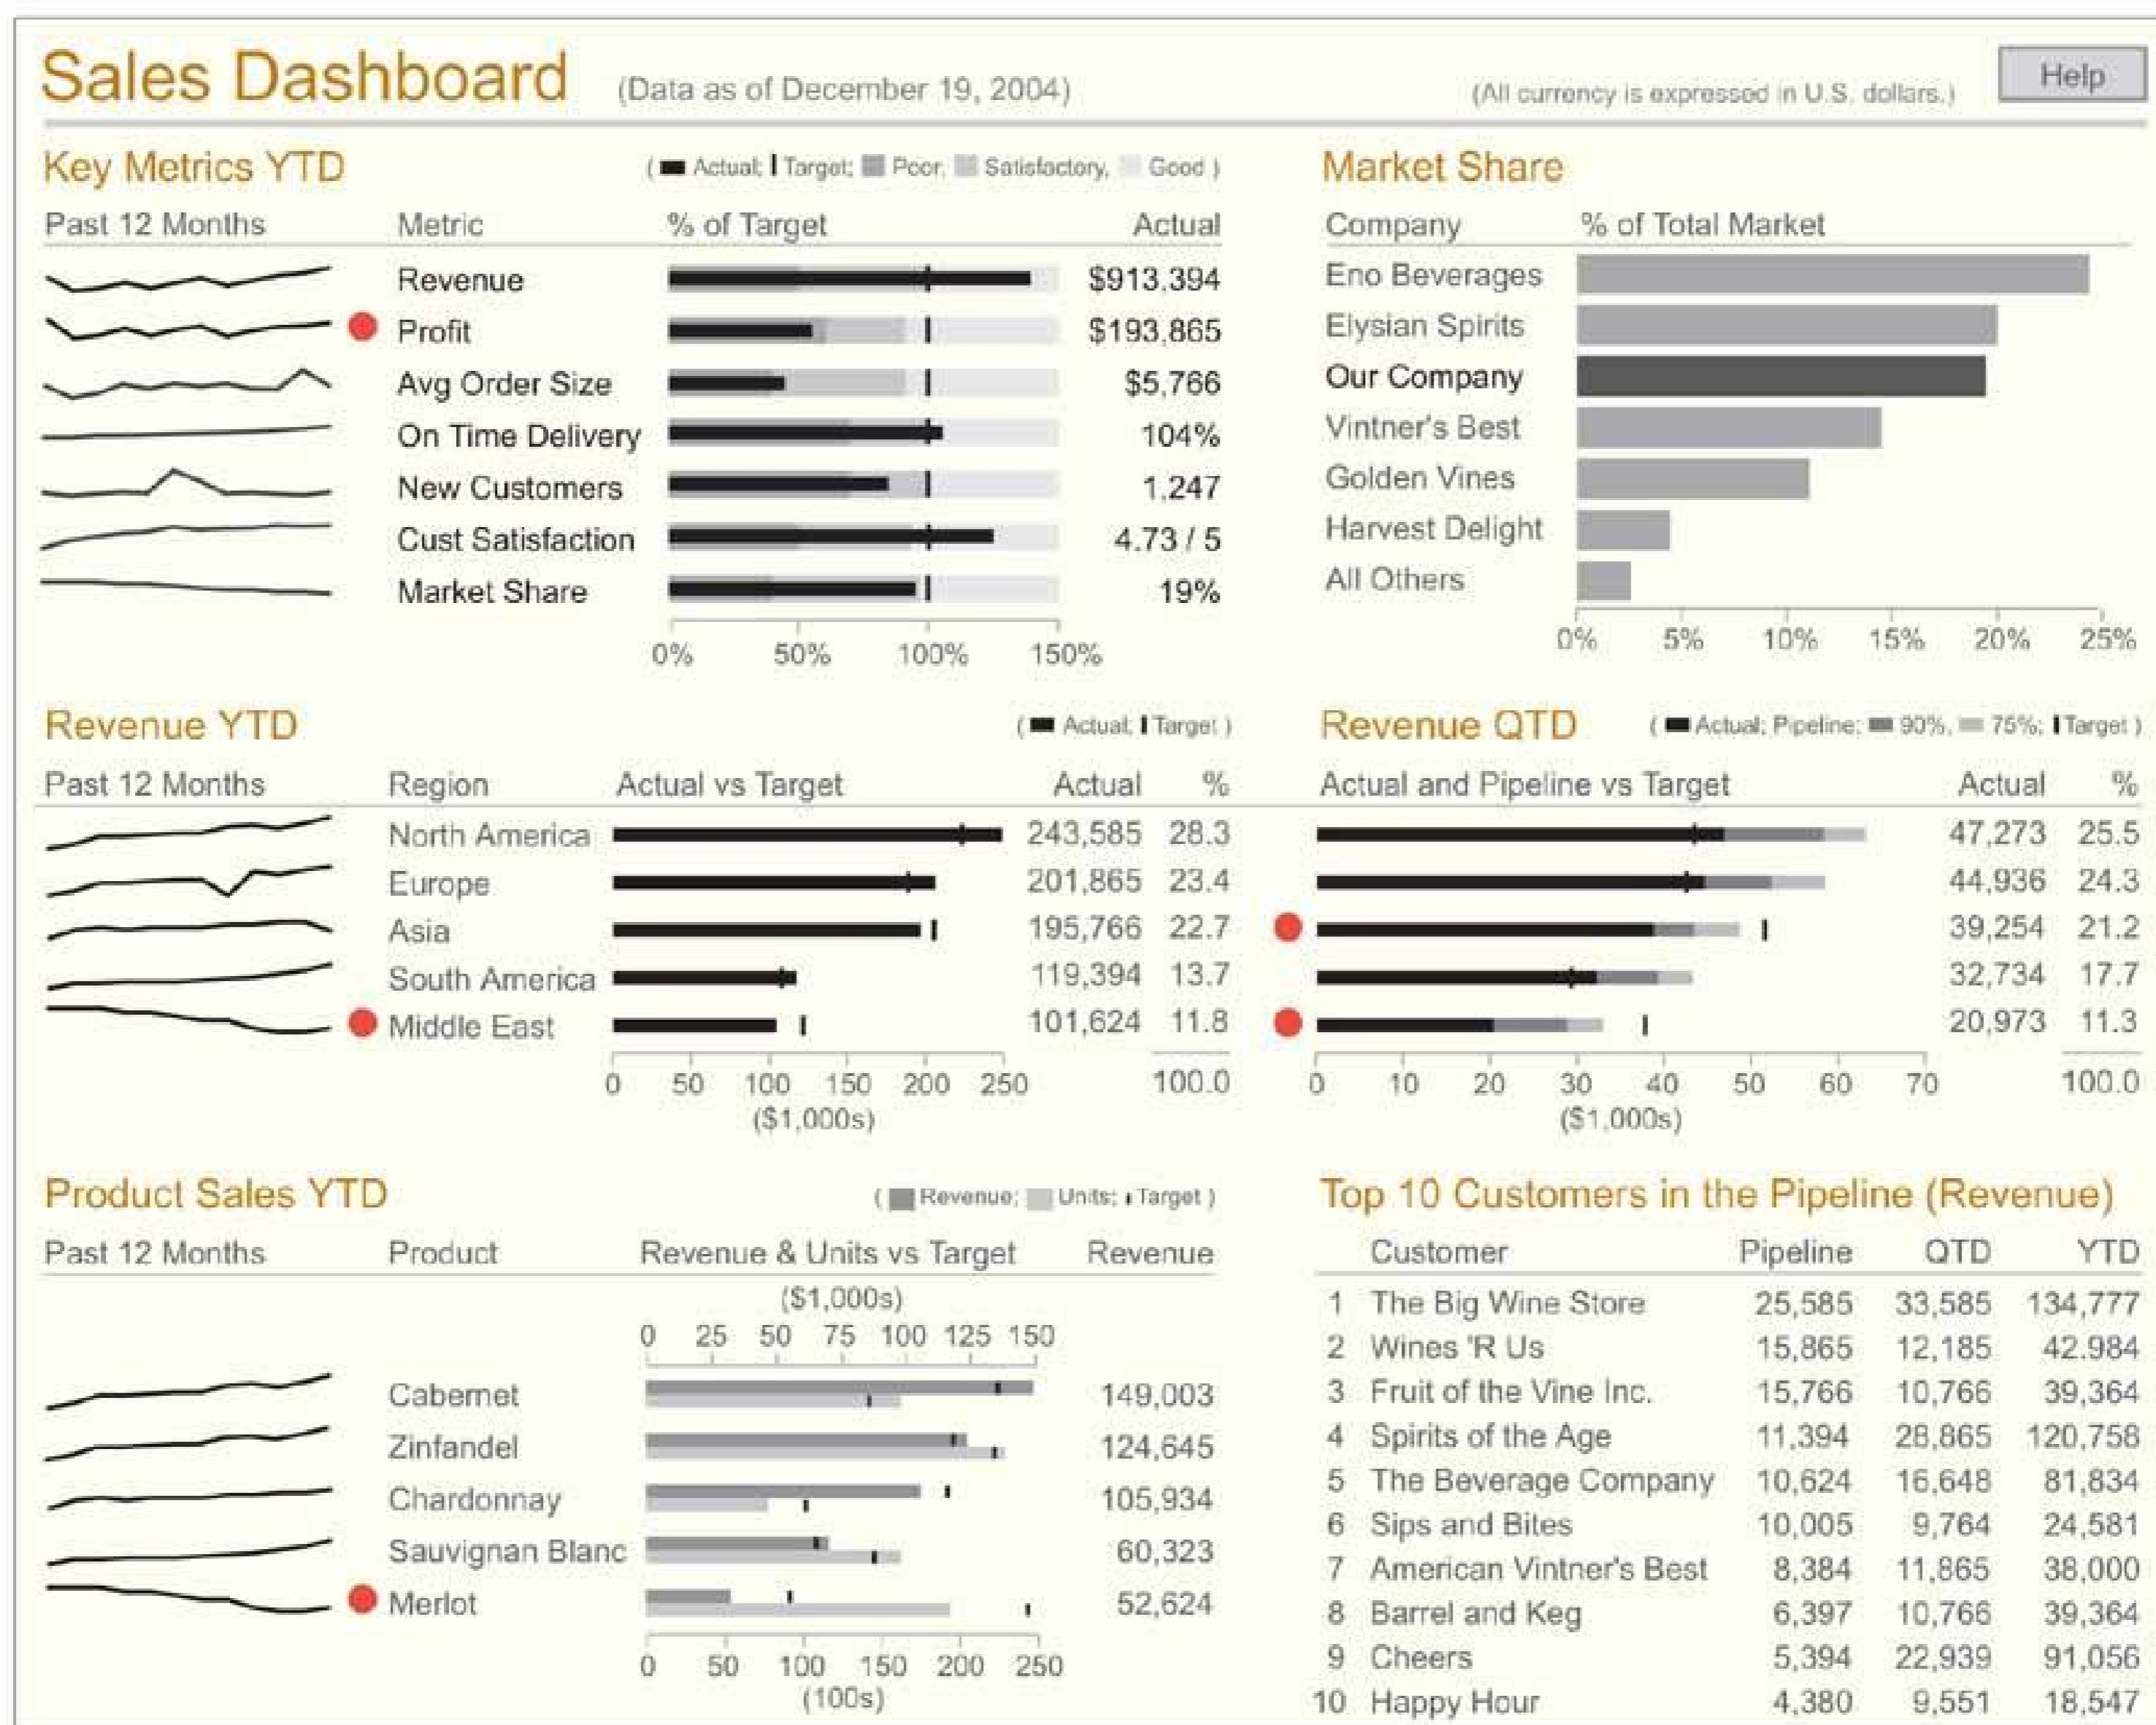 Sales Dashboard (Data as of December 19, 2004) (All currency is expressed in U.S. dollars.) Help
Key Metrics YTD ( Actual; Target; Poor, Satisfactory, Good )
Past 12 Months Metric % of Target Actual
Revenue $913,394
Profit $193,865
Avg Order Size $5,766
On Time Delivery 104%
New Customers 1,247
Cust Satisfaction 4.73 / 5
Market Share 19%
0% 50% 100% 150%
Market Share
Company % of Total Market
Eno Beverages
Elysian Spirits
Our Company
Vintner's Best
Golden Vines
Harvest Delight
All Others
0% 5% 10% 15% 20% 25%
Revenue YTD ( Actual; Target )
Past 12 Months Region Actual vs Target Actual %
North America 243,585 28.3
Europe 201,865 23.4
Asia 195,766 22.7
South America 119,394 13.7
Middle East 101,624 11.8
0 50 100 150 200 250 100.0
($1,000s)
Revenue QTD ( Actual; Pipeline; 90%, 75%; Target )
Actual and Pipeline vs Target Actual %
47,273 25.5
44,936 24.3
39,254 21.2
32,734 17.7
20,973 11.3
0 10 20 30 40 50 60 70 100.0
($1,000s)
Product Sales YTD ( Revenue; Units; Target )
Past 12 Months Product Revenue & Units vs Target Revenue
($1,000s)
0 25 50 75 100 125 150
Cabernet 149,003
Zinfandel 124,645
Chardonnay 105,934
Sauvignan Blanc 60,323
Merlot 52,624
0 50 100 150 200 250
(100s)
Top 10 Customers in the Pipeline (Revenue)
Customer Pipeline QTD YTD
1 The Big Wine Store 25,585 33,585 134,777
2 Wines 'R Us 15,865 12,185 42.984
3 Fruit of the Vine Inc. 15,766 10,766 39,364
4 Spirits of the Age 11,394 28,865 120,758
5 The Beverage Company 10,624 16,648 81,834
6 Sips and Bites 10,005 9,764 24,581
7 American Vintner's Best 8,384 11,865 38,000
8 Barrel and Keg 6,397 10,766 39,364
9 Cheers 5,394 22,939 91,056
10 Happy Hour 4,380 9,551 18,547